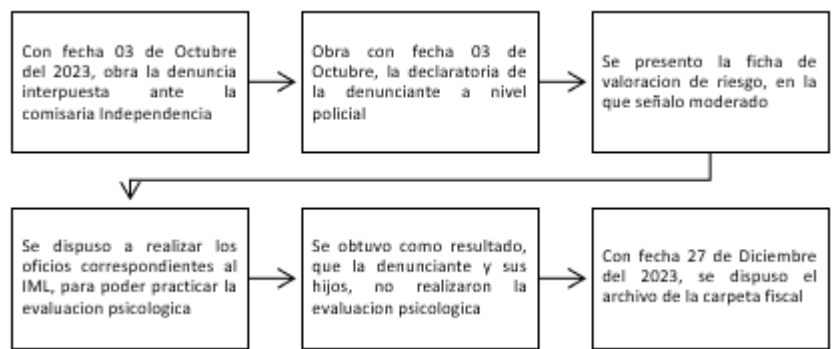 Con fecha 03 de Octubre
del 2023, obra la denuncia
interpuesta ante la
comisaria Independencia
Obra con fecha 03 de
Octubre, la declaratoria de
la denunciante a nivel
policial
Se presento la ficha de
valoracion de riesgo, en la
que señalo moderado
Se dispuso a realizar los
oficios correspondientes al
IML, para poder practicar la
evaluacion psicologica
Se obtuvo como resultado,
que la denunciante y sus
hijos, no realizaron la
evaluacion psicologica
Con fecha 27 de Diciembre
del 2023, se dispuso el
archivo de la carpeta fiscal